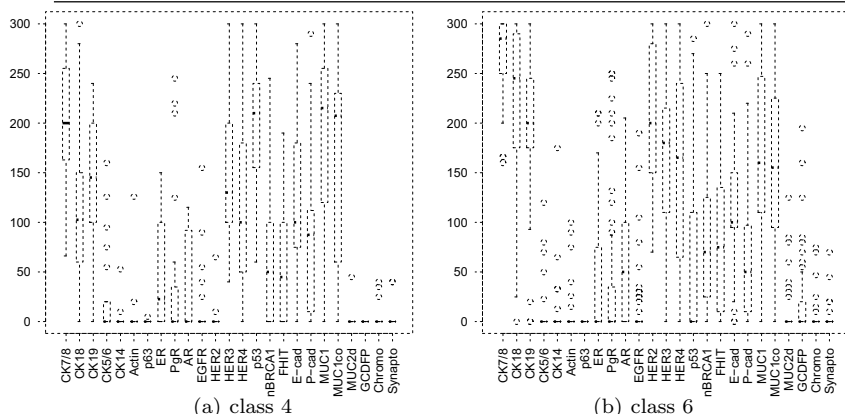 300
250
200
150
100
50
0
CK7/8
CK18
CK19
CK5/6
CK14
Actin
p63
ER
PgR
AR
EGFR
HER2
HER3
HER4
p53
nBRCA1
FHIT
E−cad
P−cad
MUC1
MUC1co
MUC2d
GCDFP
Chromo
Synapto
(a) class 4
300
250
200
150
100
50
0
CK7/8
CK18
CK19
CK5/6
CK14
Actin
p63
ER
PgR
AR
EGFR
HER2
HER3
HER4
p53
nBRCA1
FHIT
E−cad
P−cad
MUC1
MUC1co
MUC2d
GCDFP
Chromo
Synapto
(b) class 6